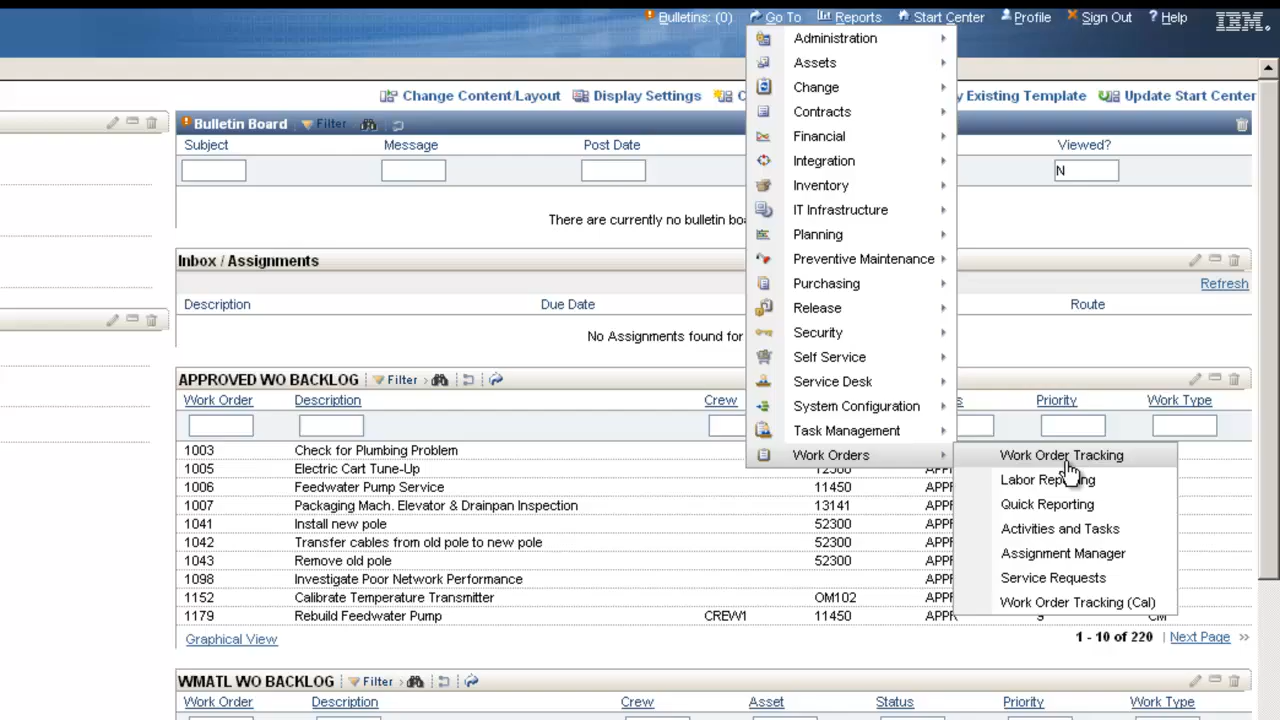 Bulletins: (0) Go To Reports Start Center Profile Sign Out ? Help IBM.
Administration
Assets
Change
Contracts
Financial
Integration
Inventory
IT Infrastructure
Planning
Preventive Maintenance
Purchasing
Release
Security
Self Service
Service Desk
System Configuration
Task Management
Work Orders
Work Order Tracking
Labor Reporting
Quick Reporting
Activities and Tasks
Assignment Manager
Service Requests
Work Order Tracking (Cal)
Change Content/Layout Display Settings C y Existing Template Update Start Center
Bulletin Board Filter
Subject Message Post Date Viewed?
N
There are currently no bulletin boa
Inbox / Assignments
Refresh
Description Due Date Route
No Assignments found for
APPROVED WO BACKLOG Filter
Work Order Description Crew s Priority Work Type
1003 Check for Plumbing Problem
1005 Electric Cart Tune-Up 12300 APPR
1006 Feedwater Pump Service 11450 APPR
1007 Packaging Mach. Elevator & Drainpan Inspection 13141 APPR
1041 Install new pole 52300 APPR
1042 Transfer cables from old pole to new pole 52300 APPR
1043 Remove old pole 52300 APPR
1098 Investigate Poor Network Performance APPR
1152 Calibrate Temperature Transmitter OM102 APPR
1179 Rebuild Feedwater Pump CREW1 11450 APPR 9 CM
Graphical View 1 - 10 of 220 Next Page
WMATL WO BACKLOG Filter
Work Order Description Crew Asset Status Priority Work Type